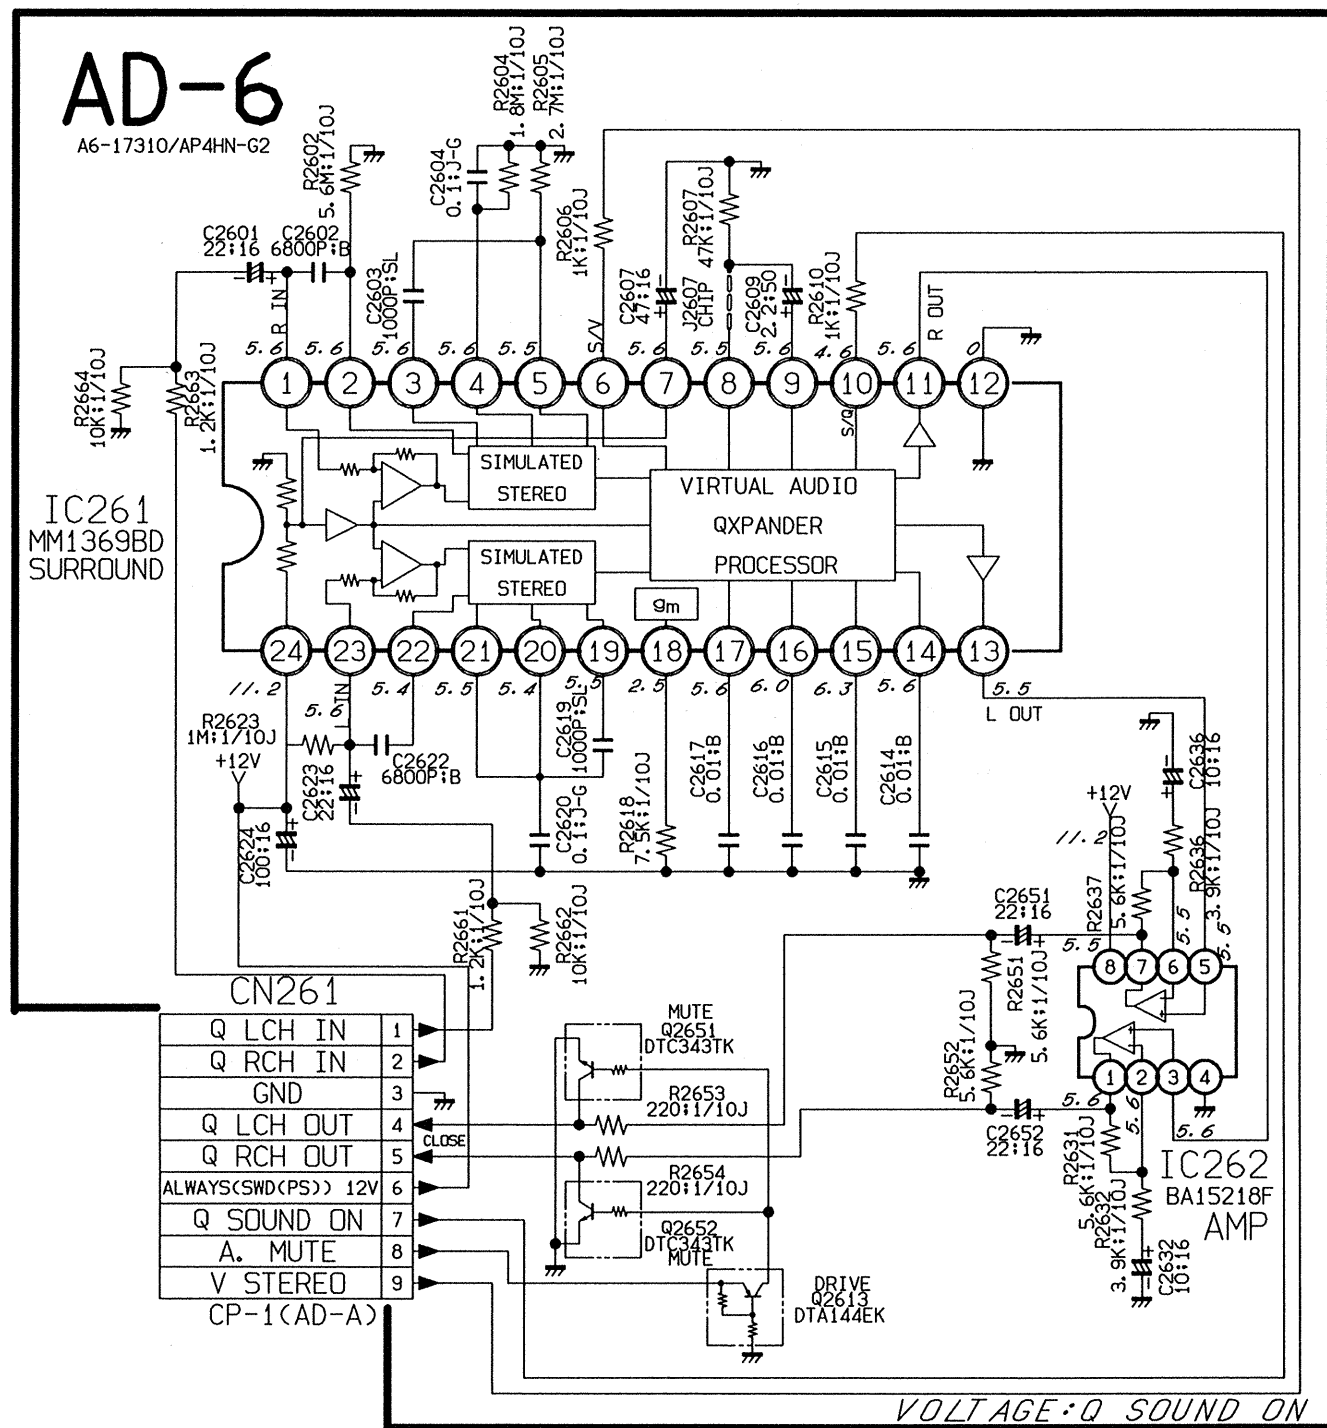 AD-6
A6-17310/AP4HN-G2
R2602
5.6M:1/10J
C2604
0.1:J-G
R2604
1.8M:1/10J
R2605
2.7M:1/10J
C2601
22:16
C2602
6800P:B
C2603
1000P:SL
R2606
1K:1/10J
C2607
47:16
J2607
CHIP
R2607
47K:1/10J
C2609
2.2:50
R2610
1K:1/10J
R IN
S/V
R OUT
5.6
5.6
5.6
5.6
5.5
5.6
5.5
5.6
4.6
5.6
0
1
2
3
4
5
6
7
8
9
10
11
12
R2664
10K:1/10J
R2663
1.2K:1/10J
S/Q
IC261
MM1369BD
SURROUND
SIMULATED
STEREO
VIRTUAL AUDIO
QXPANDER
PROCESSOR
SIMULATED
STEREO
gm
24
23
22
21
20
19
18
17
16
15
14
13
11.2
5.6
L IN
5.4
5.5
5.4
5.5
2.5
5.6
6.0
6.3
5.6
5.5
L OUT
R2623
1M:1/10J
+12V
C2622
6800P:B
C2623
22:16
C2624
100:16
C2619
1000P:SL
C2620
0.1:J-G
R2618
7.5K:1/10J
C2617
0.01:B
C2616
0.01:B
C2615
0.01:B
C2614
0.01:B
C2636
10:16
+12V
11.2
R2636
3.9K:1/10J
R2637
5.6K:1/10J
R2661
1.2K:1/10J
R2662
10K:1/10J
C2651
22:16
5.5
5.5
5.5
8
7
6
5
R2651
5.6K:1/10J
R2652
5.6K:1/10J
1
2
3
4
5.6
5.6
5.6
C2652
22:16
R2631
5.6K:1/10J
R2632
3.9K:1/10J
C2632
10:16
IC262
BA15218F
AMP
CN261
Q LCH IN 1
Q RCH IN 2
GND 3
Q LCH OUT 4
Q RCH OUT 5
ALWAYS(SWD(PS)) 12V 6
Q SOUND ON 7
A. MUTE 8
V STEREO 9
CP-1(AD-A)
CLOSE
MUTE
Q2651
DTC343TK
R2653
220:1/10J
R2654
220:1/10J
Q2652
DTC343TK
MUTE
DRIVE
Q2613
DTA144EK
VOLTAGE:Q SOUND ON